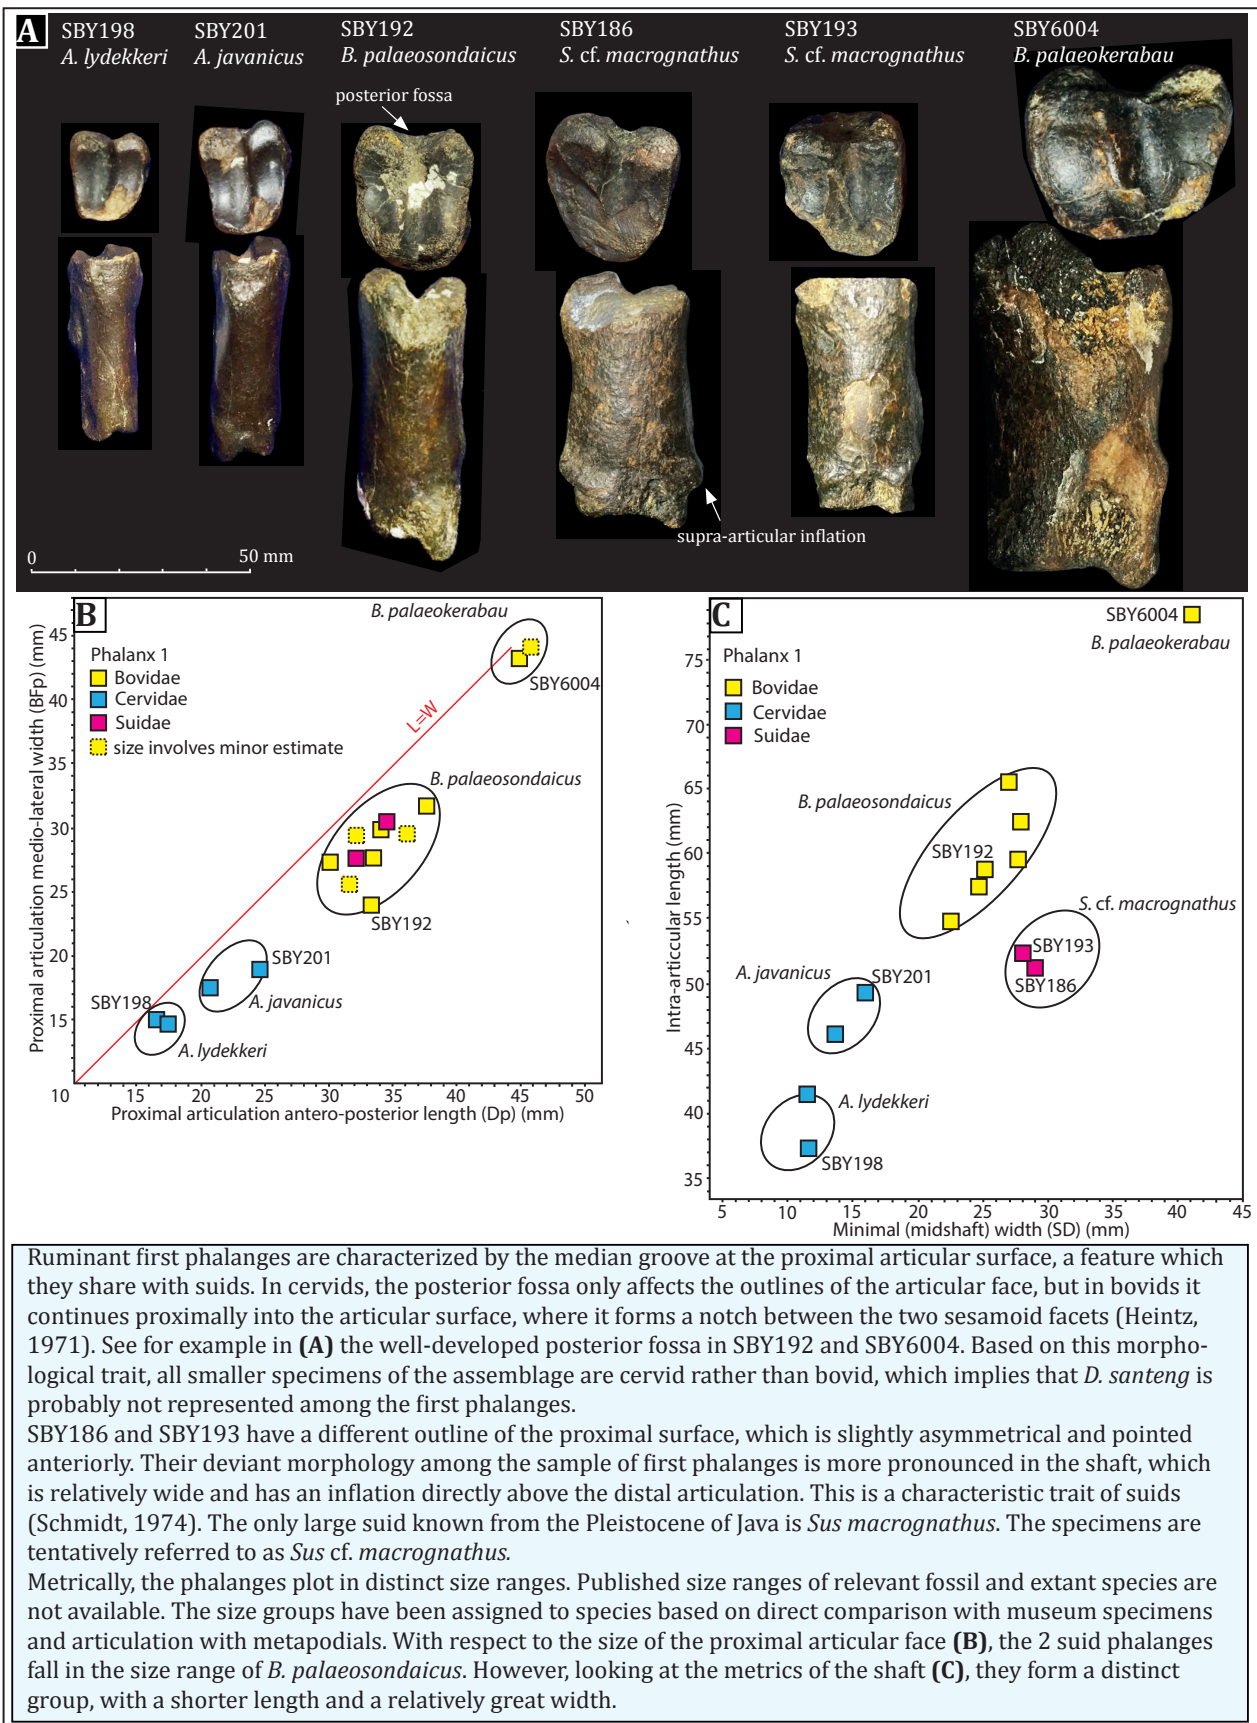 A
SBY198
A. lydekkeri
SBY201
A. javanicus
SBY192
B. palaeosondaicus
SBY186
S. cf. macrognathus
SBY193
S. cf. macrognathus
SBY6004
B. palaeokerabau
posterior fossa
supra-articular inflation
0
50 mm
B
Proximal articulation medio-lateral width (BFp) (mm)
45
40
35
30
25
20
15
10
15
20
25
30
35
40
45
50
Proximal articulation antero-posterior length (Dp) (mm)
Phalanx 1
Bovidae
Cervidae
Suidae
size involves minor estimate
L=W
B. palaeokerabau
SBY6004
B. palaeosondaicus
SBY192
SBY201
A. javanicus
SBY198
A. lydekkeri
C
Intra-articcular length (mm)
75
70
65
60
55
50
45
40
35
5
10
15
20
25
30
35
40
45
Minimal (midshaft) width (SD) (mm)
Phalanx 1
Bovidae
Cervidae
Suidae
SBY6004
B. palaeokerabau
B. palaeosondaicus
SBY192
S. cf. macrognathus
SBY193
SBY186
A. javanicus
SBY201
A. lydekkeri
SBY198
Ruminant first phalanges are characterized by the median groove at the proximal articular surface, a feature which
they share with suids. In cervids, the posterior fossa only affects the outlines of the articular face, but in bovids it
continues proximally into the articular surface, where it forms a notch between the two sesamoid facets (Heintz,
1971). See for example in (A) the well-developed posterior fossa in SBY192 and SBY6004. Based on this morpho-
logical trait, all smaller specimens of the assemblage are cervid rather than bovid, which implies that D. santeng is
probably not represented among the first phalanges.
SBY186 and SBY193 have a different outline of the proximal surface, which is slightly asymmetrical and pointed
anteriorly. Their deviant morphology among the sample of first phalanges is more pronounced in the shaft, which
is relatively wide and has an inflation directly above the distal articulation. This is a characteristic trait of suids
(Schmidt, 1974). The only large suid known from the Pleistocene of Java is Sus macrognathus. The specimens are
tentatively referred to as Sus cf. macrognathus.
Metrically, the phalanges plot in distinct size ranges. Published size ranges of relevant fossil and extant species are
not available. The size groups have been assigned to species based on direct comparison with museum specimens
and articulation with metapodials. With respect to the size of the proximal articular face (B), the 2 suid phalanges
fall in the size range of B. palaeosondaicus. However, looking at the metrics of the shaft (C), they form a distinct
group, with a shorter length and a relatively great width.